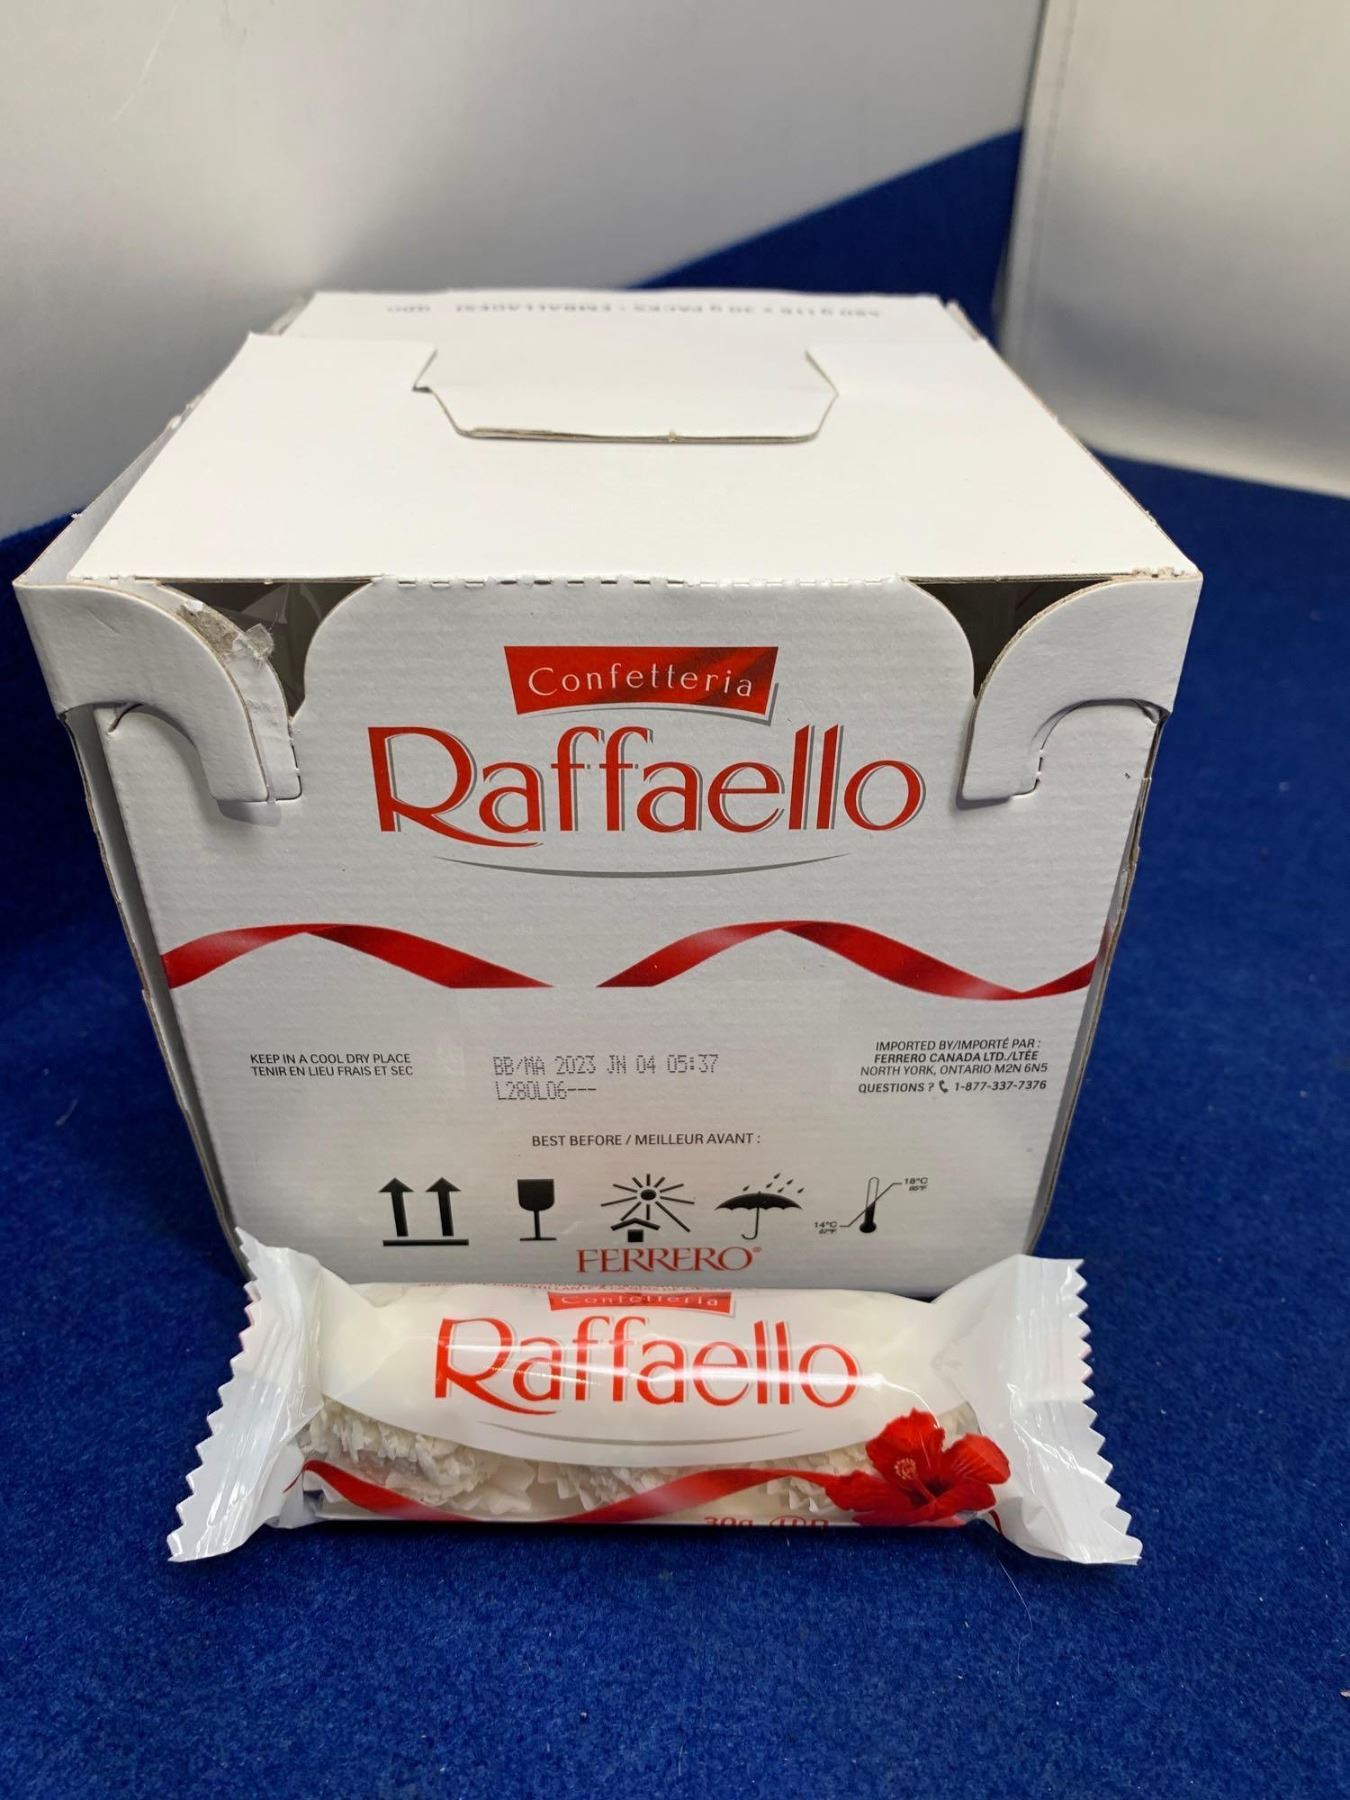 Confetteria
Raffaello
KEEP IN A COOL DRY PLACE
TENIR EN LIEU FRAIS ET SEC
BB/MA 2023 JN 04 05:37
L280L06---
IMPORTED BY/IMPORTÉ PAR :
FERRERO CANADA LTD./LTÉE
NORTH YORK, ONTARIO M2N 6N5
QUESTIONS ? 1-877-337-7376
BEST BEFORE / MEILLEUR AVANT :
18°C
14°C
FERRERO®
Confetteria
Raffaello
30g